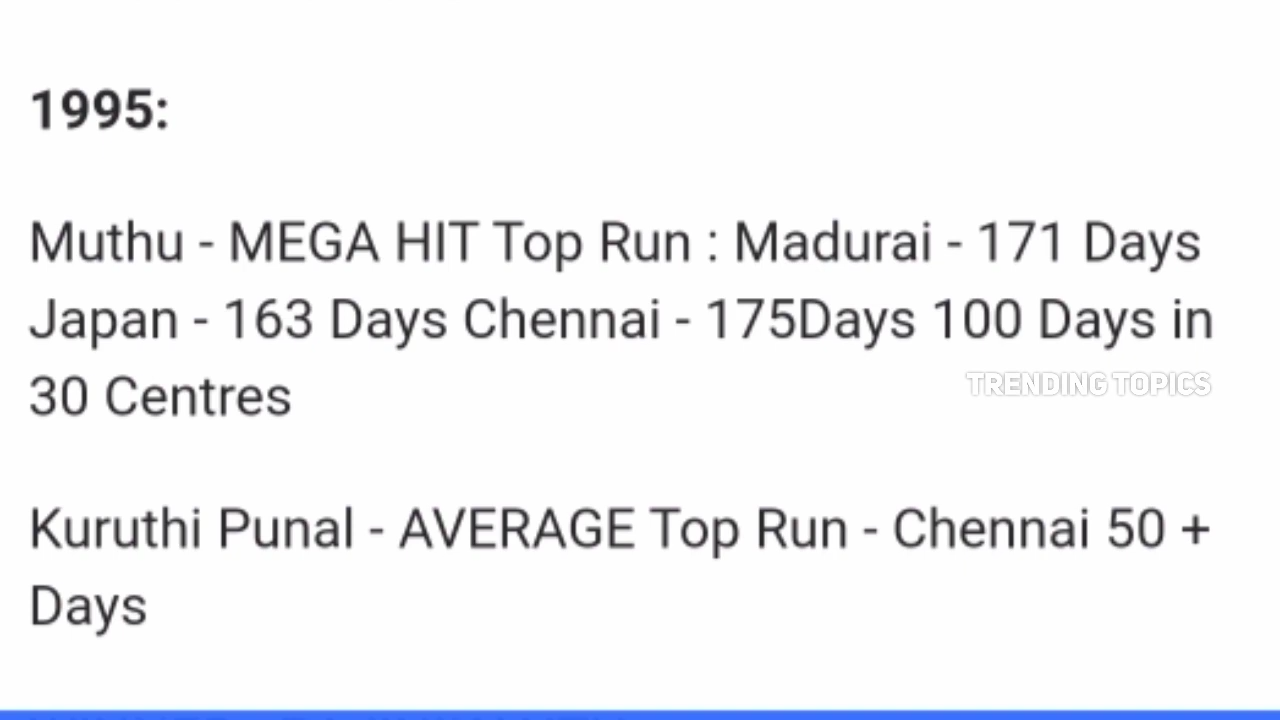 1995:
Muthu - MEGA HIT Top Run : Madurai - 171 Days
Japan - 163 Days Chennai - 175Days 100 Days in
30 Centres
TRENDING TOPICS
Kuruthi Punal - AVERAGE Top Run - Chennai 50 +
Days